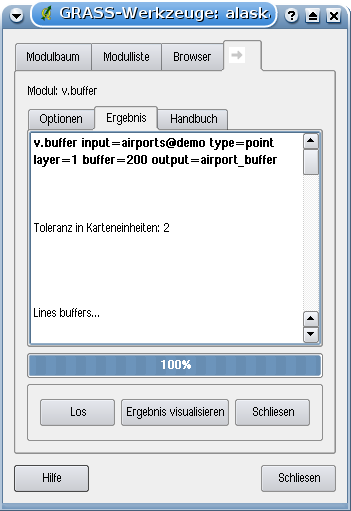 GRASS-Werkzeuge: alask
Modulbaum
Modulliste
Browser
Modul: v.buffer
Optionen
Ergebnis
Handbuch
v.buffer input=airports@demo type=point
layer=1 buffer=200 output=airport_buffer
Toleranz in Karteneinheiten: 2
Lines buffers...
100%
Los
Ergebnis visualisieren
Schliesen
Hilfe
Schliesen